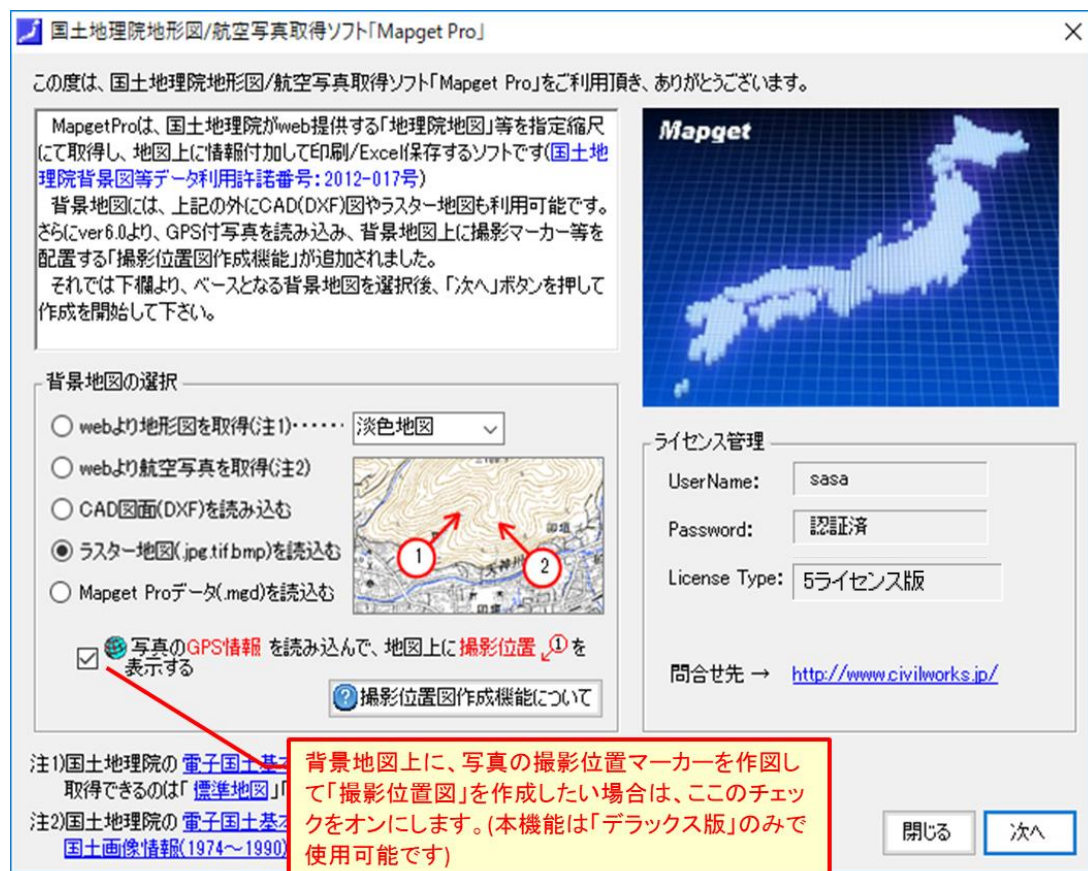 国土地理院地形図/航空写真取得ソフト「Mapget Pro」
この度は、国土地理院地形図/航空写真取得ソフト「Mapget Pro」をご利用頂き、ありがとうございます。
MapgetProは、国土地理院がweb提供する「地理院地図」等を指定縮尺
にて取得し、地図上に情報付加して印刷/Excel保存するソフトです(国土地
理院背景図等データ利用許諾番号：2012-017号)
背景地図には、上記の外にCAD(DXF)図やラスター地図も利用可能です。
さらにver6.0より、GPS付写真を読み込み、背景地図上に撮影マーカー等を
配置する「撮影位置図作成機能」が追加されました。
それでは下欄より、ベースとなる背景地図を選択後、「次へ」ボタンを押して
作成を開始して下さい。
Mapget
背景地図の選択
webより地形図を取得(注1)‥‥‥
淡色地図
webより航空写真を取得(注2)
CAD図面(DXF)を読み込む
ラスター地図(.jpg.tif.bmp)を読込む
Mapget Proデータ(.mgd)を読込む
1
2
写真のGPS情報 を読み込んで、地図上に撮影位置 ①を
表示する
撮影位置図作成機能について
ライセンス管理
UserName:
sasa
Password:
認証済
License Type:
5ライセンス版
問合せ先 → http://www.civilworks.jp/
注1)国土地理院の 電子国土基本
取得できるのは「 標準地図」「
注2)国土地理院の 電子国土基本
国土画像情報(1974～1990)
背景地図上に、写真の撮影位置マーカーを作図し
て「撮影位置図」を作成したい場合は、ここのチェッ
クをオンにします。(本機能は「デラックス版」のみで
使用可能です)
閉じる
次へ